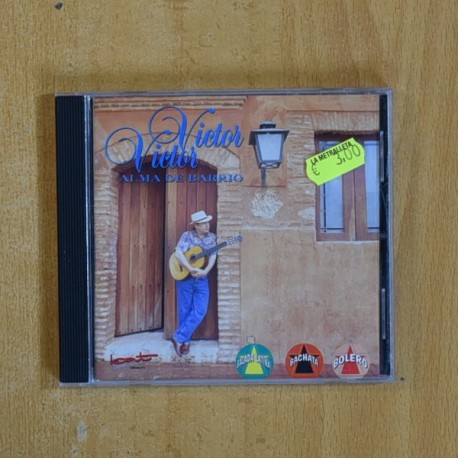 Victor
Victor
ALMA DE BARRIO
LA METRALLETA
€ 3,00
BACHATA
BOLERO